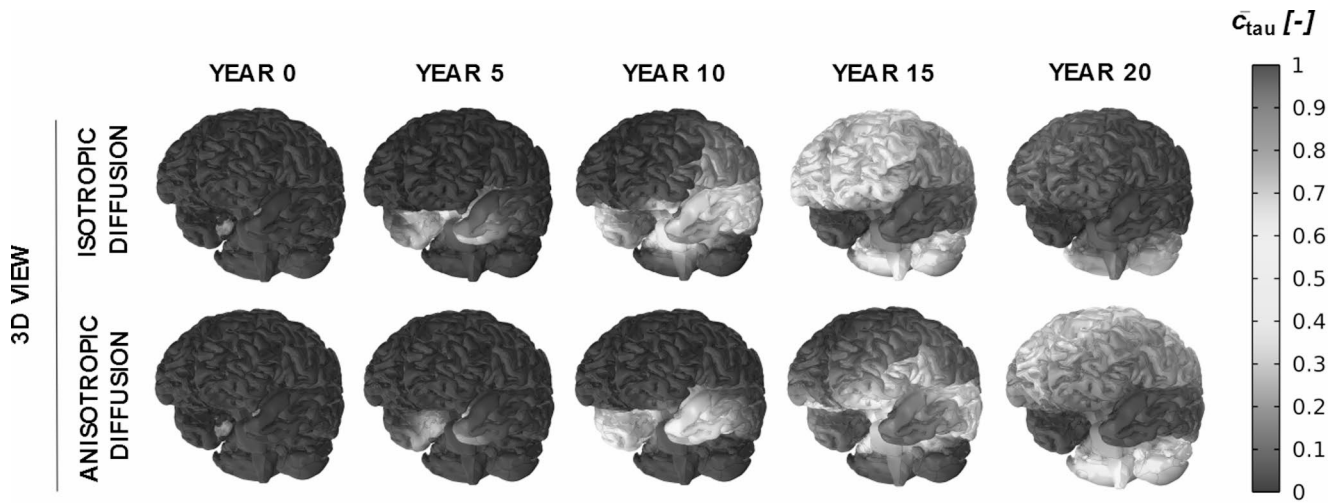 c̄tau [-]
YEAR 0 YEAR 5 YEAR 10 YEAR 15 YEAR 20
3D VIEW
ISOTROPIC
DIFFUSION
ANISOTROPIC
DIFFUSION
1
0.9
0.8
0.7
0.6
0.5
0.4
0.3
0.2
0.1
0